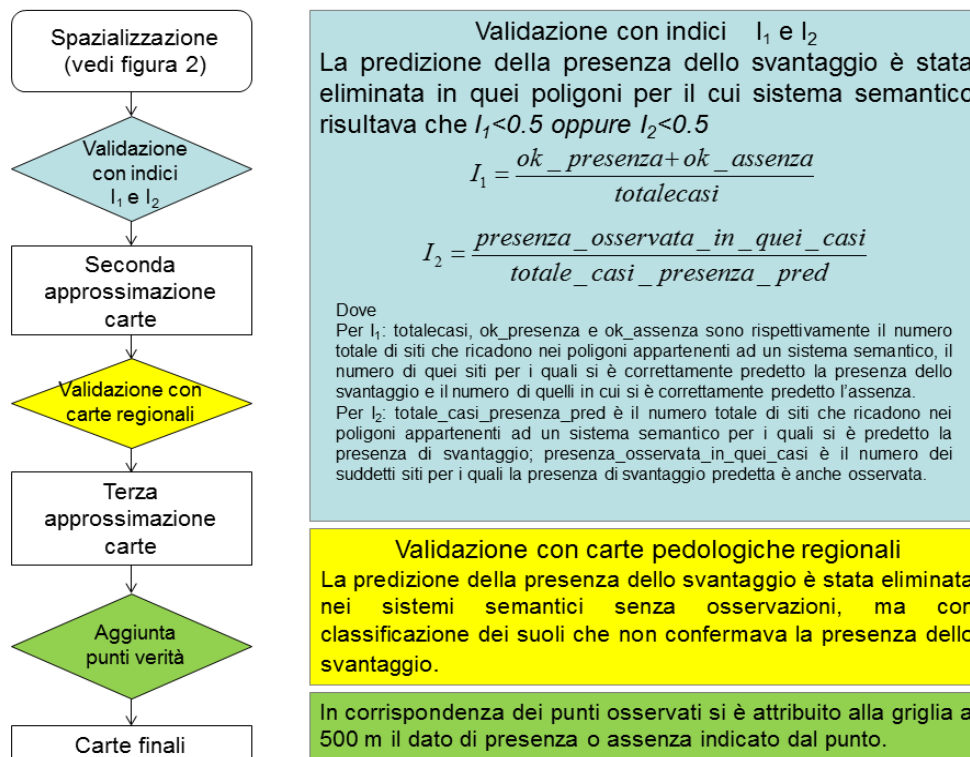 Spazializzazione
(vedi figura 2)
Validazione
con indici
I₁ e I₂
Seconda
approssimazione
carte
Validazione con
carte regionali
Terza
approssimazione
carte
Aggiunta
punti verità
Carte finali
Validazione con indici I₁ e I₂
La predizione della presenza dello svantaggio è stata
eliminata in quei poligoni per il cui sistema semantico
risultava che I₁<0.5 oppure I₂<0.5
I₁ = ok_presenza+ok_assenza / totalecasi
I₂ = presenza_osservata_in_quei_casi / totale_casi_presenza_pred
Dove
Per I₁: totalecasi, ok_presenza e ok_assenza sono rispettivamente il numero
totale di siti che ricadono nei poligoni appartenenti ad un sistema semantico, il
numero di quei siti per i quali si è correttamente predetto la presenza dello
svantaggio e il numero di quelli in cui si è correttamente predetto l'assenza.
Per I₂: totale_casi_presenza_pred è il numero totale di siti che ricadono nei
poligoni appartenenti ad un sistema semantico per i quali si è predetto la
presenza di svantaggio; presenza_osservata_in_quei_casi è il numero dei
suddetti siti per i quali la presenza di svantaggio predetta è anche osservata.
Validazione con carte pedologiche regionali
La predizione della presenza dello svantaggio è stata eliminata
nei sistemi semantici senza osservazioni, ma con
classificazione dei suoli che non confermava la presenza dello
svantaggio.
In corrispondenza dei punti osservati si è attribuito alla griglia a
500 m il dato di presenza o assenza indicato dal punto.